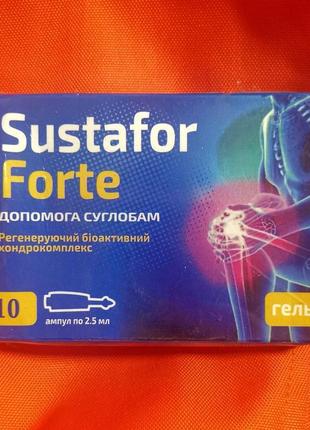 Sustafor
Forte
ДОПОМОГА СУГЛОБАМ
Регенеруючий біоактивний
хондрокомплекс
10
ампул по 2.5 мл
гель